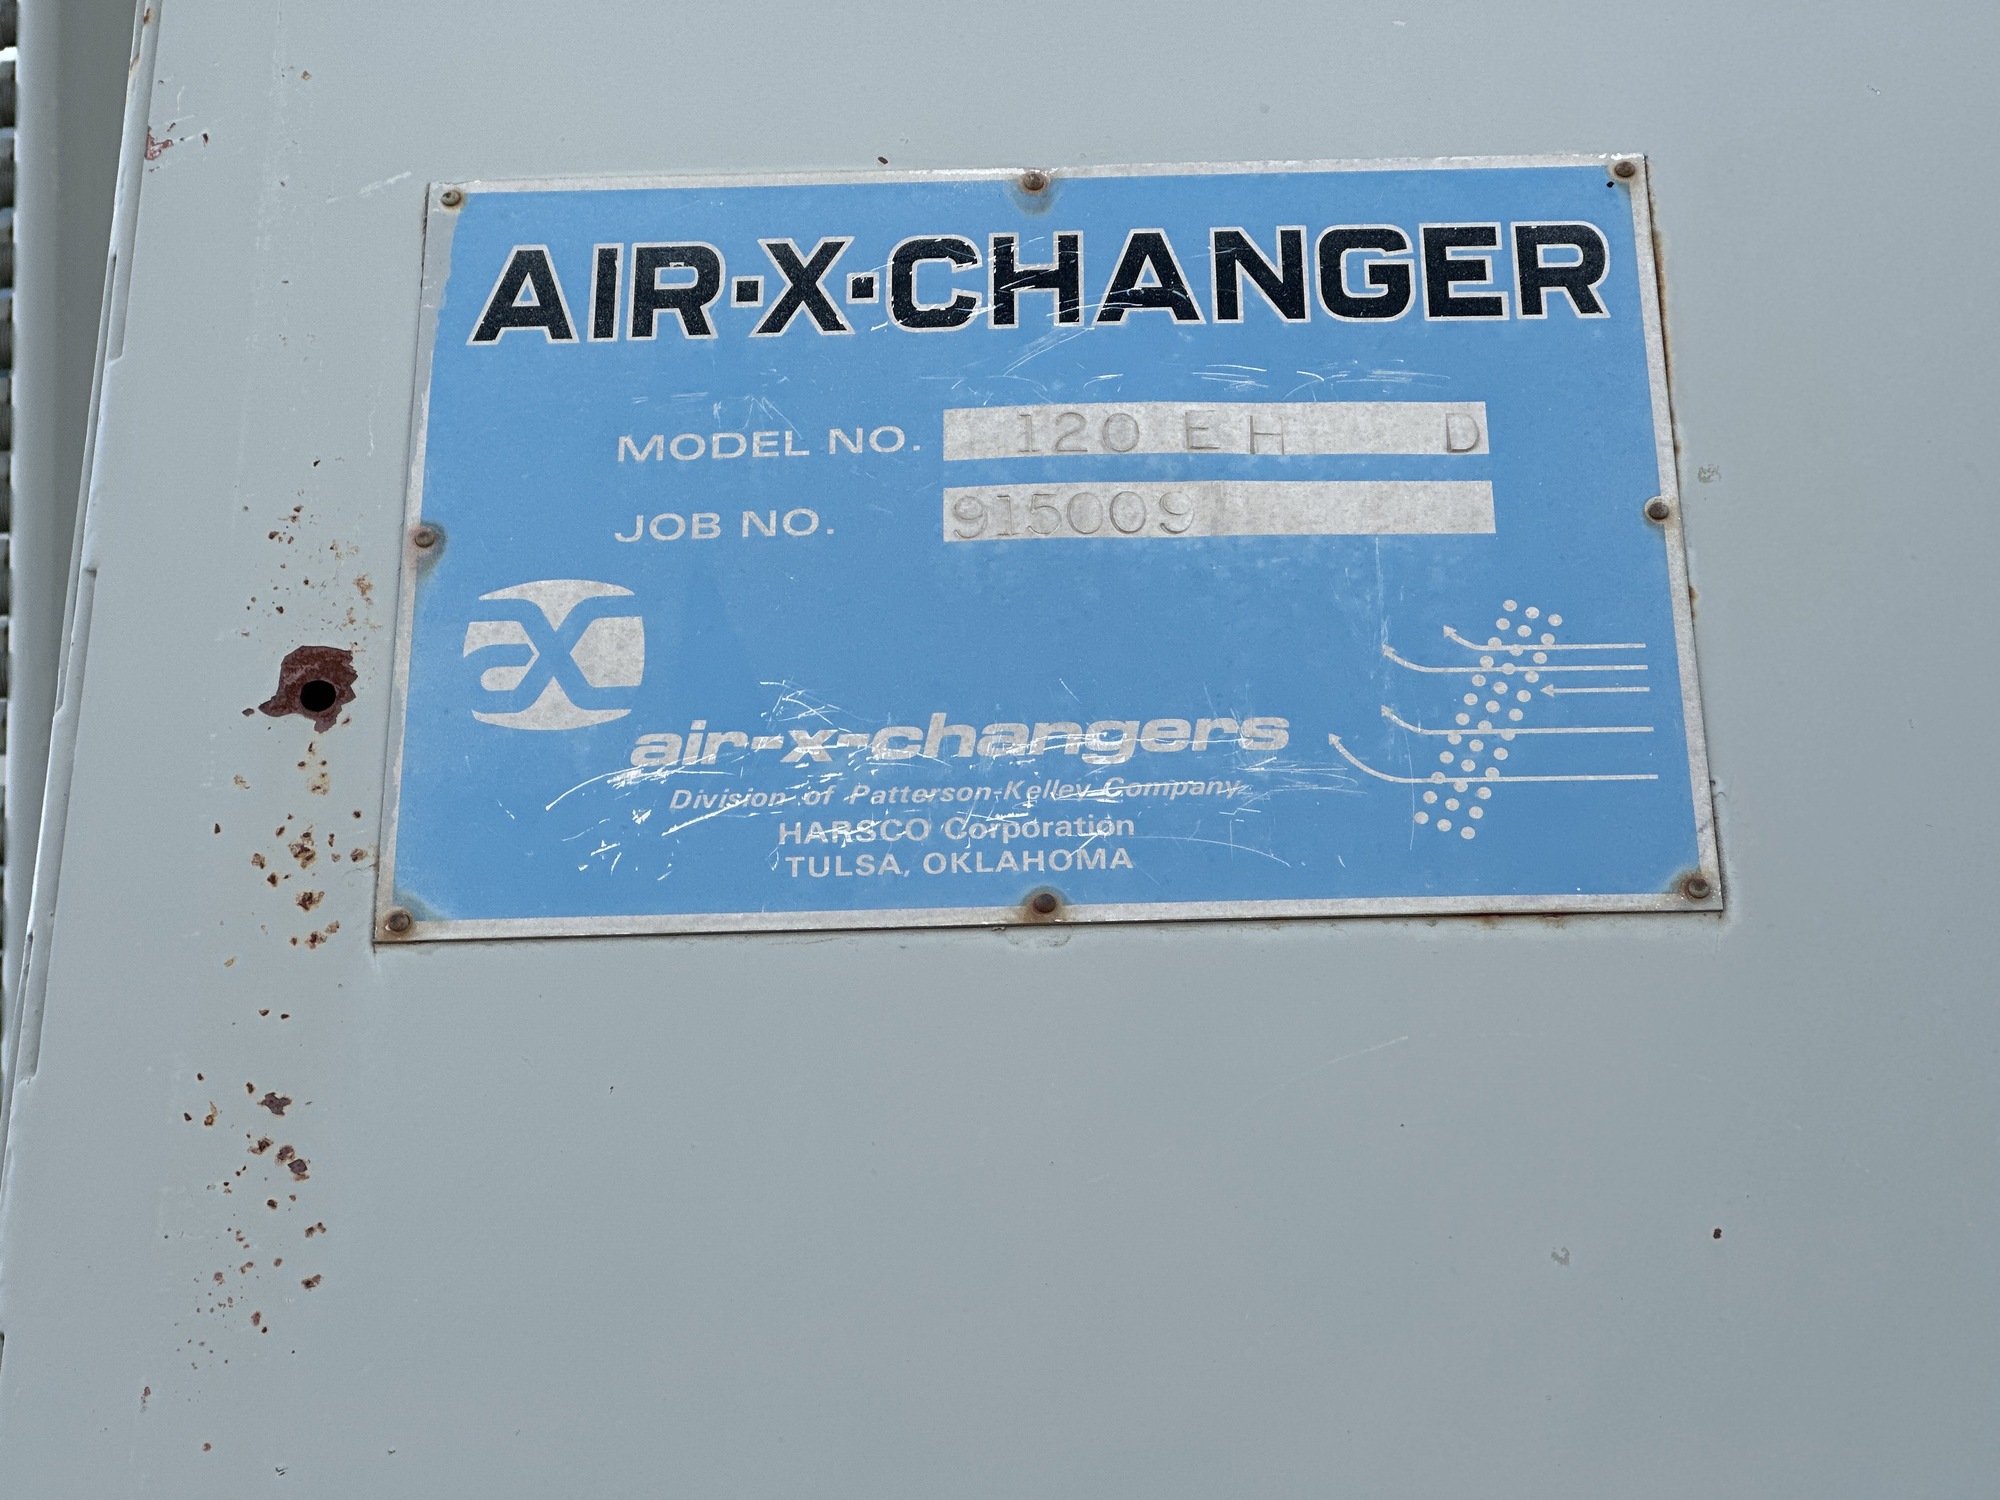 AIR·X·CHANGER
MODEL NO. 120 EH D
JOB NO. 915009
ax
air-x-changers
Division of Patterson-Kelley Company
HARSCO Corporation
TULSA, OKLAHOMA